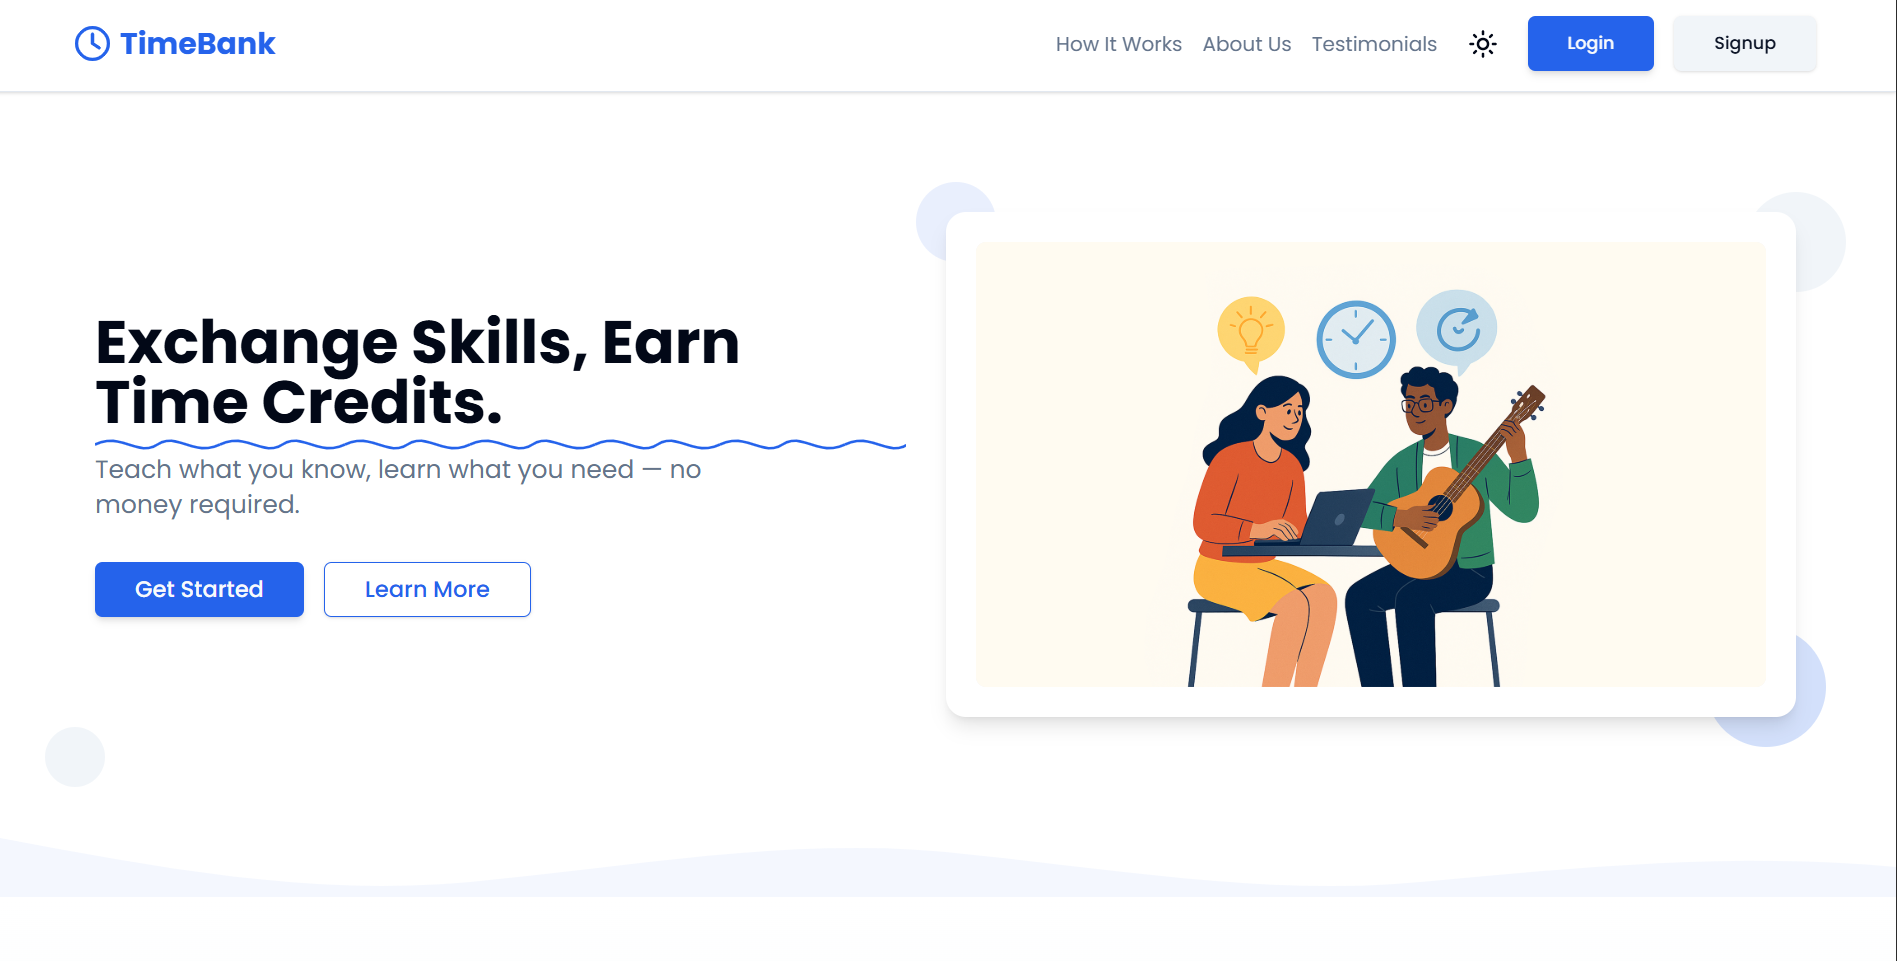 TimeBank
How It Works About Us Testimonials Login Signup
Exchange Skills, Earn
Time Credits.
Teach what you know, learn what you need — no
money required.
Get Started Learn More